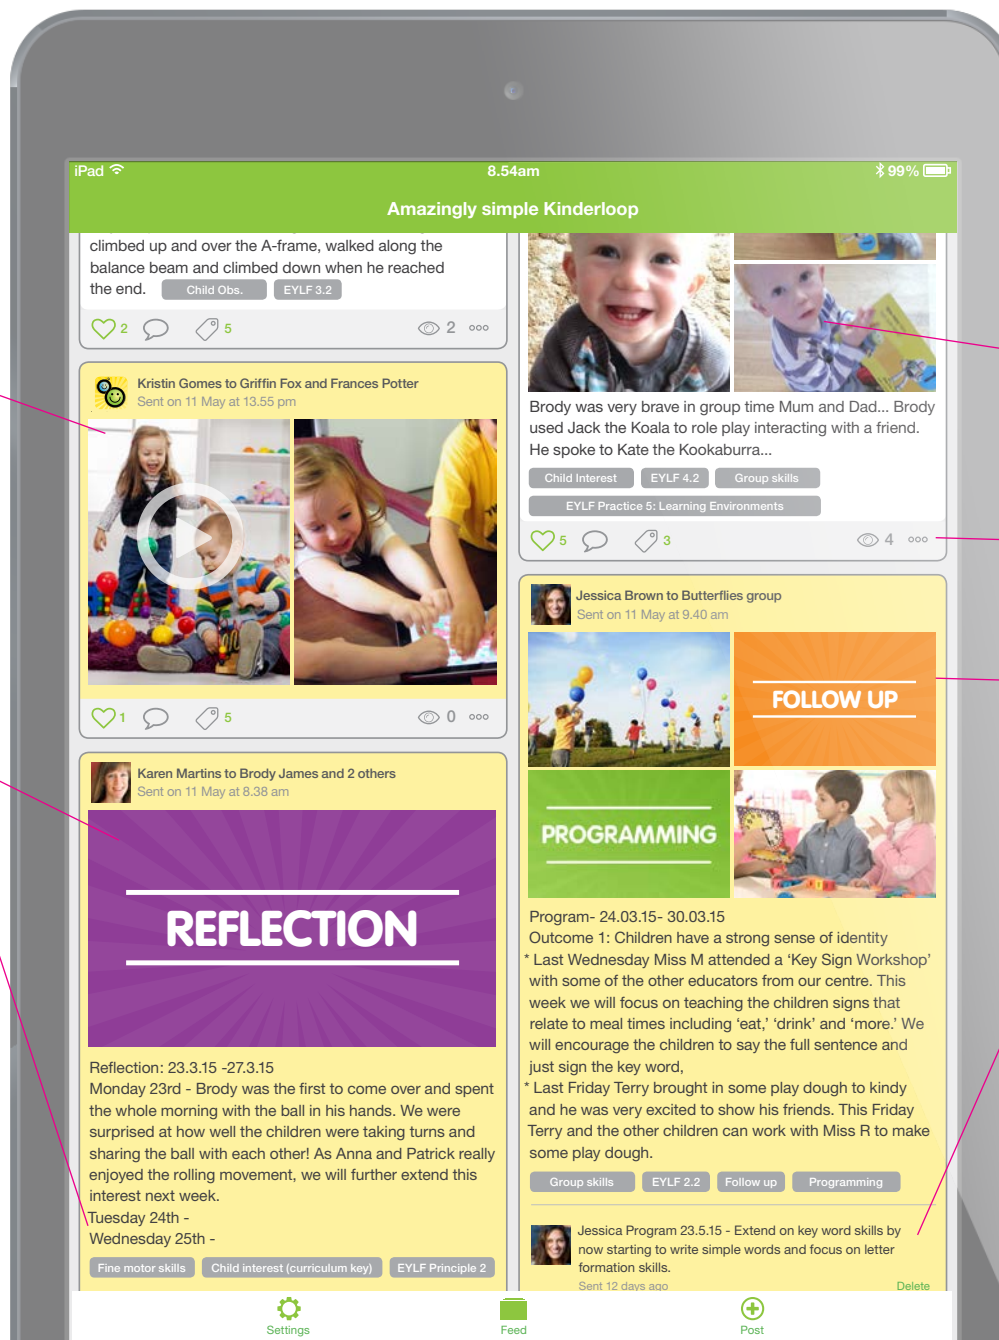 iPad
8.54am
99%
Amazingly simple Kinderloop
climbed up and over the A-frame, walked along the
balance beam and climbed down when he reached
the end.
Child Obs.
EYLF 3.2
2
5
2
Kristin Gomes to Griffin Fox and Frances Potter
Sent on 11 May at 13.55 pm
1
5
0
Karen Martins to Brody James and 2 others
Sent on 11 May at 8.38 am
REFLECTION
Reflection: 23.3.15 -27.3.15
Monday 23rd - Brody was the first to come over and spent
the whole morning with the ball in his hands. We were
surprised at how well the children were taking turns and
sharing the ball with each other! As Anna and Patrick really
enjoyed the rolling movement, we will further extend this
interest next week.
Tuesday 24th -
Wednesday 25th -
Fine motor skills
Child interest (curriculum key)
EYLF Principle 2
Brody was very brave in group time Mum and Dad... Brody
used Jack the Koala to role play interacting with a friend.
He spoke to Kate the Kookaburra...
Child Interest
EYLF 4.2
Group skills
EYLF Practice 5: Learning Environments
5
3
4
Jessica Brown to Butterflies group
Sent on 11 May at 9.40 am
FOLLOW UP
PROGRAMMING
Program- 24.03.15- 30.03.15
Outcome 1: Children have a strong sense of identity
* Last Wednesday Miss M attended a ‘Key Sign Workshop’
with some of the other educators from our centre. This
week we will focus on teaching the children signs that
relate to meal times including ‘eat,’ ‘drink’ and ‘more.’ We
will encourage the children to say the full sentence and
just sign the key word,
* Last Friday Terry brought in some play dough to kindy
and he was very excited to show his friends. This Friday
Terry and the other children can work with Miss R to make
some play dough.
Group skills
EYLF 2.2
Follow up
Programming
Jessica Program 23.5.15 - Extend on key word skills by
now starting to write simple words and focus on letter
formation skills.
Sent 12 days ago
Delete
Settings
Feed
Post